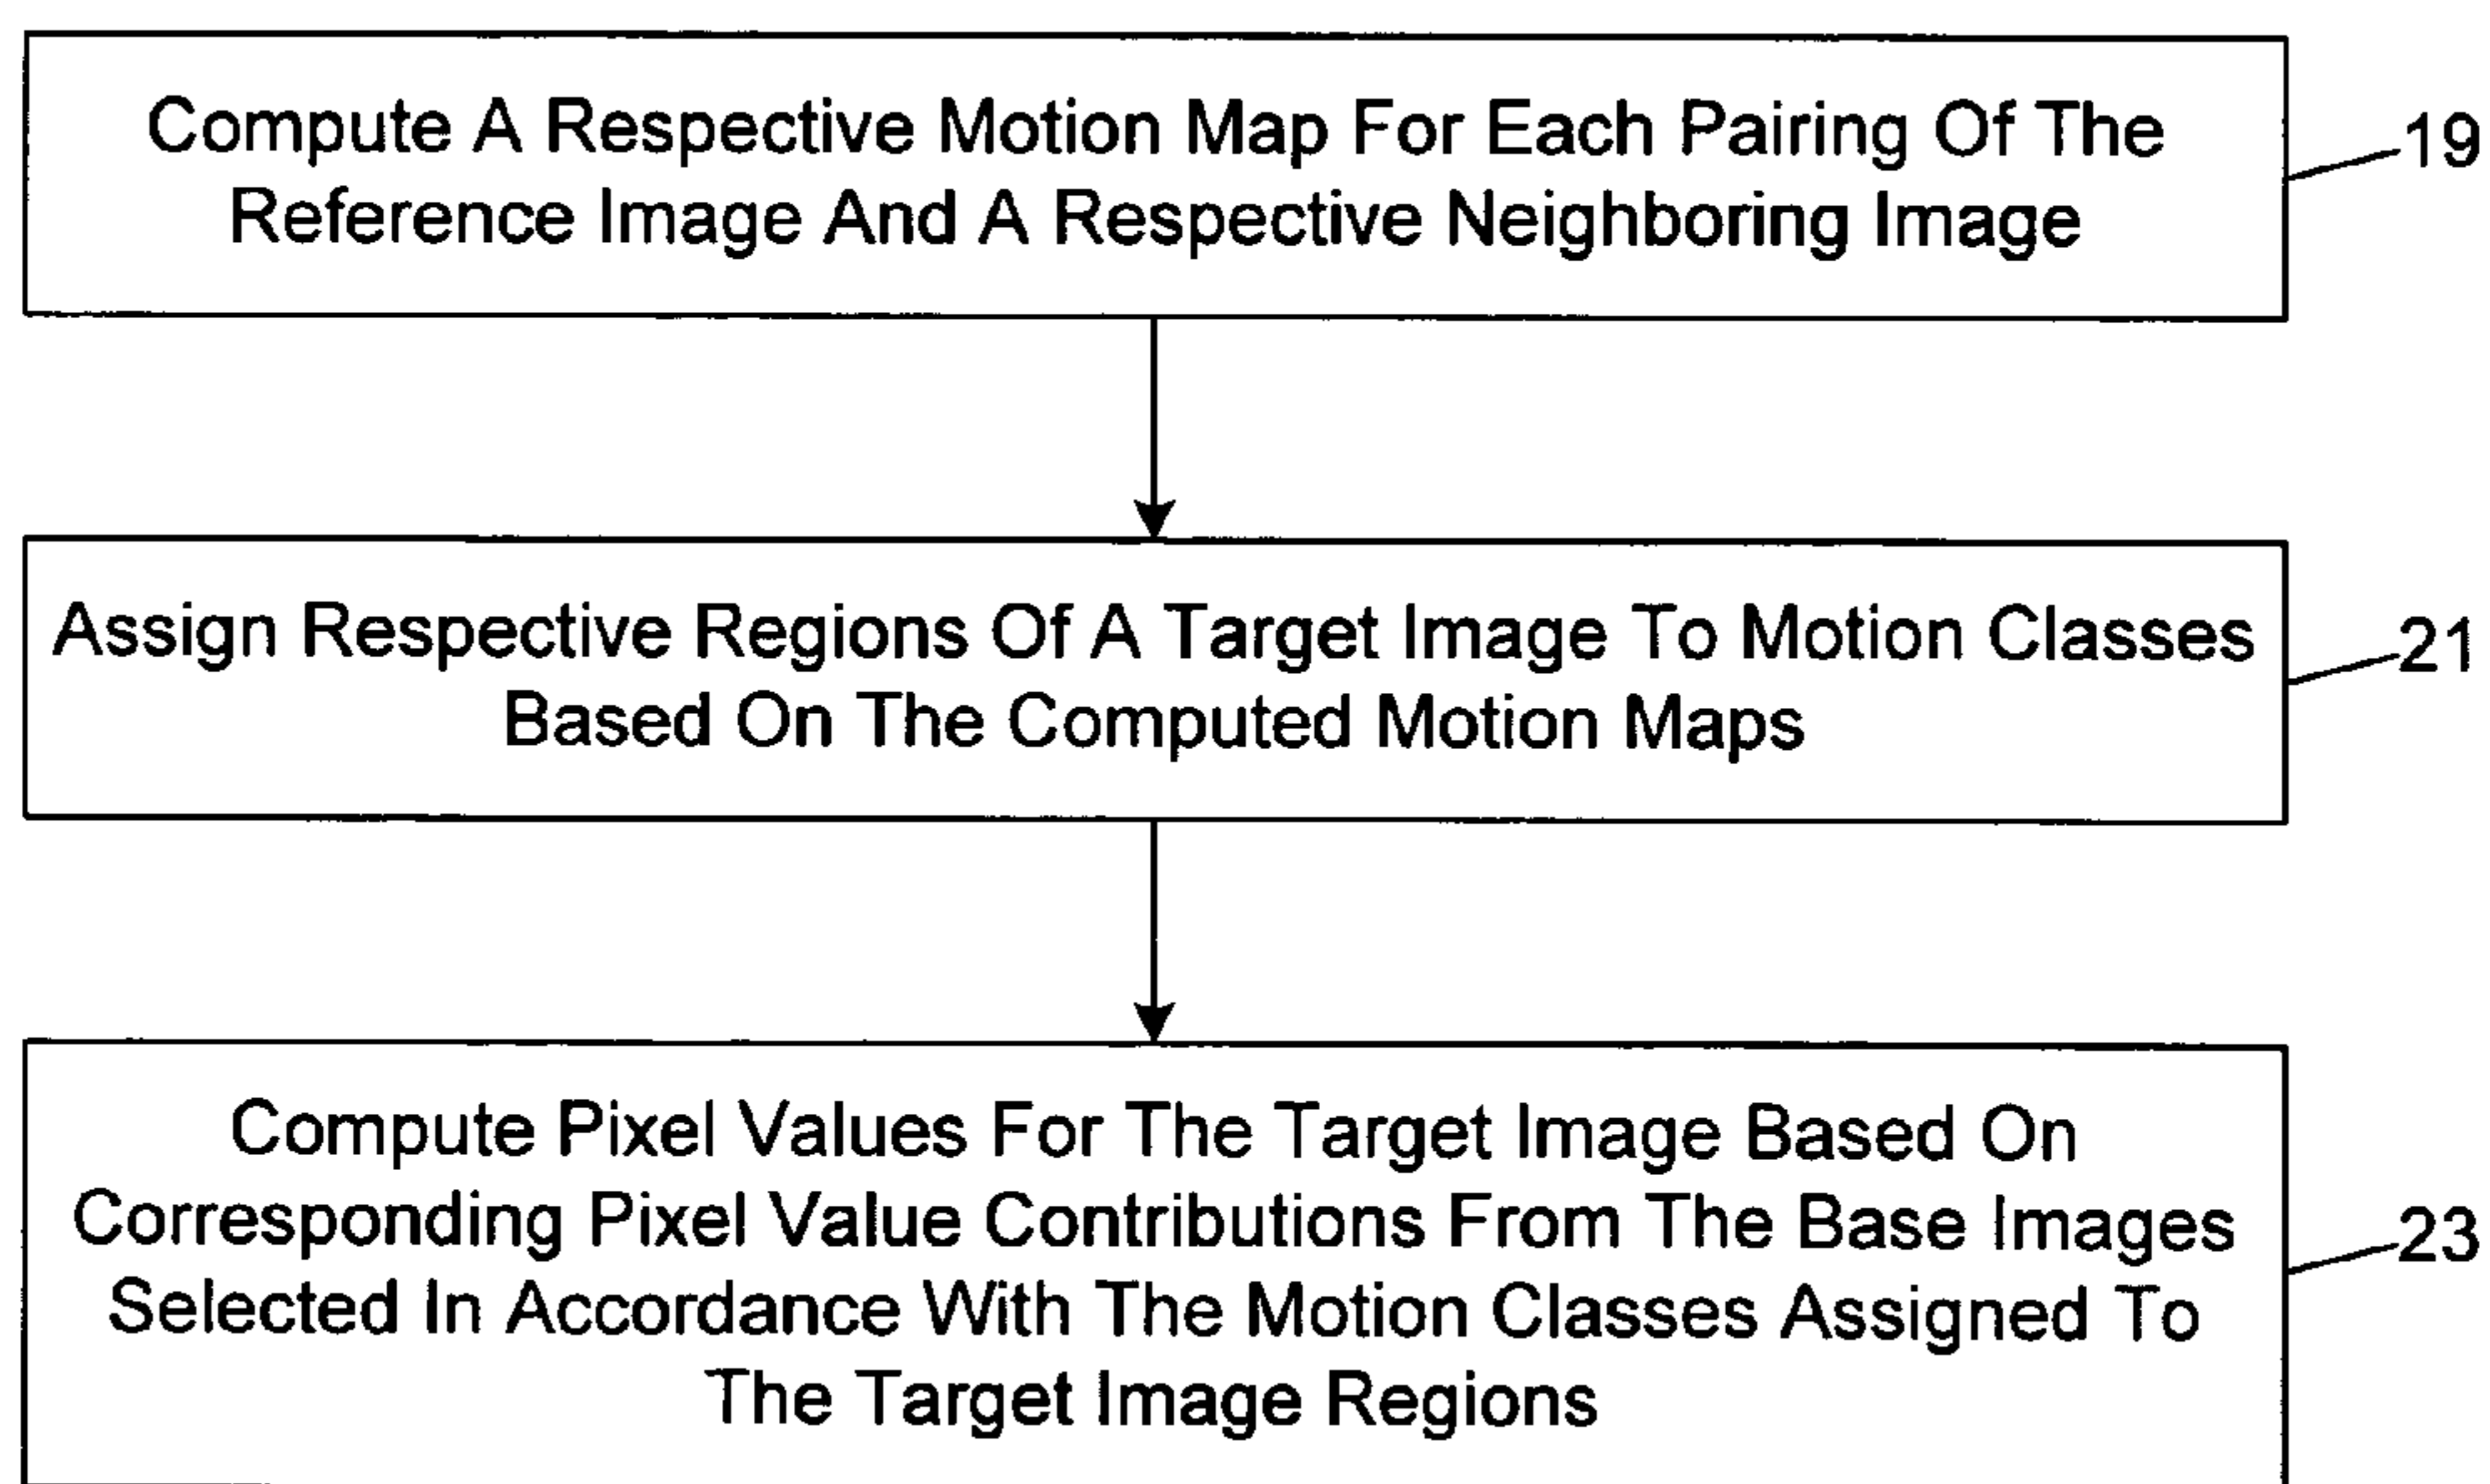 Compute A Respective Motion Map For Each Pairing Of The
Reference Image And A Respective Neighboring Image
19
Assign Respective Regions Of A Target Image To Motion Classes
Based On The Computed Motion Maps
21
Compute Pixel Values For The Target Image Based On
Corresponding Pixel Value Contributions From The Base Images
Selected In Accordance With The Motion Classes Assigned To
The Target Image Regions
23